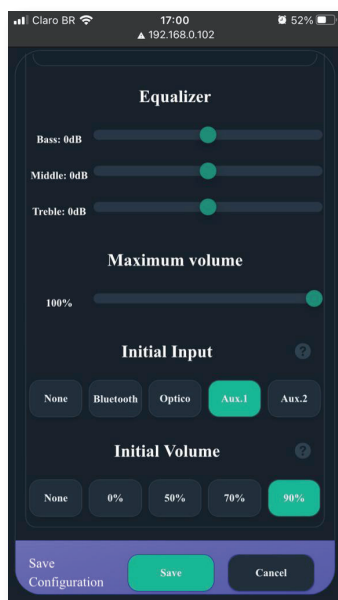 Claro BR 17:00 52%
192.168.0.102
Equalizer
Bass: 0dB
Middle: 0dB
Treble: 0dB
Maximum volume
100%
Initial Input ?
None Bluetooth Optico Aux.1 Aux.2
Initial Volume ?
None 0% 50% 70% 90%
Save
Configuration
Save Cancel